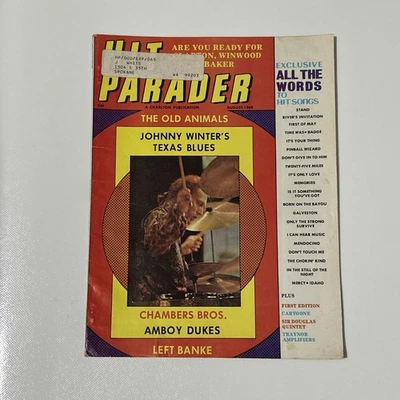 HIT
PARADER
ARE YOU READY FOR
WINWOOD
BAKER
J WHITE
1504 S 35TH
SPOKANE
A CHARLTON PUBLICATION
AUGUST 1969
THE OLD ANIMALS
JOHNNY WINTER'S
TEXAS BLUES
CHAMBERS BROS.
AMBOY DUKES
LEFT BANKE
EXCLUSIVE
ALL THE
WORDS
TO
HIT SONGS
STAND
RIVER'S INVITATION
FIRST OF MAY
TIME WAS • BADGE
IT'S YOUR THING
PINBALL WIZARD
DON'T GIVE IN TO HIM
TWENTY-FIVE MILES
IT'S ONLY LOVE
MEMORIES
IS IT SOMETHING
YOU'VE GOT
BORN ON THE BAYOU
GALVESTON
ONLY THE STRONG
SURVIVE
I CAN HEAR MUSIC
MENDOCINO
DON'T TOUCH ME
THE CHOKIN' KIND
IN THE STILL OF THE
NIGHT
MERCY • IDAHO
PLUS
FIRST EDITION
CARTOONE
SIR DOUGLAS
QUINTET
TRAYNOR
AMPLIFIERS